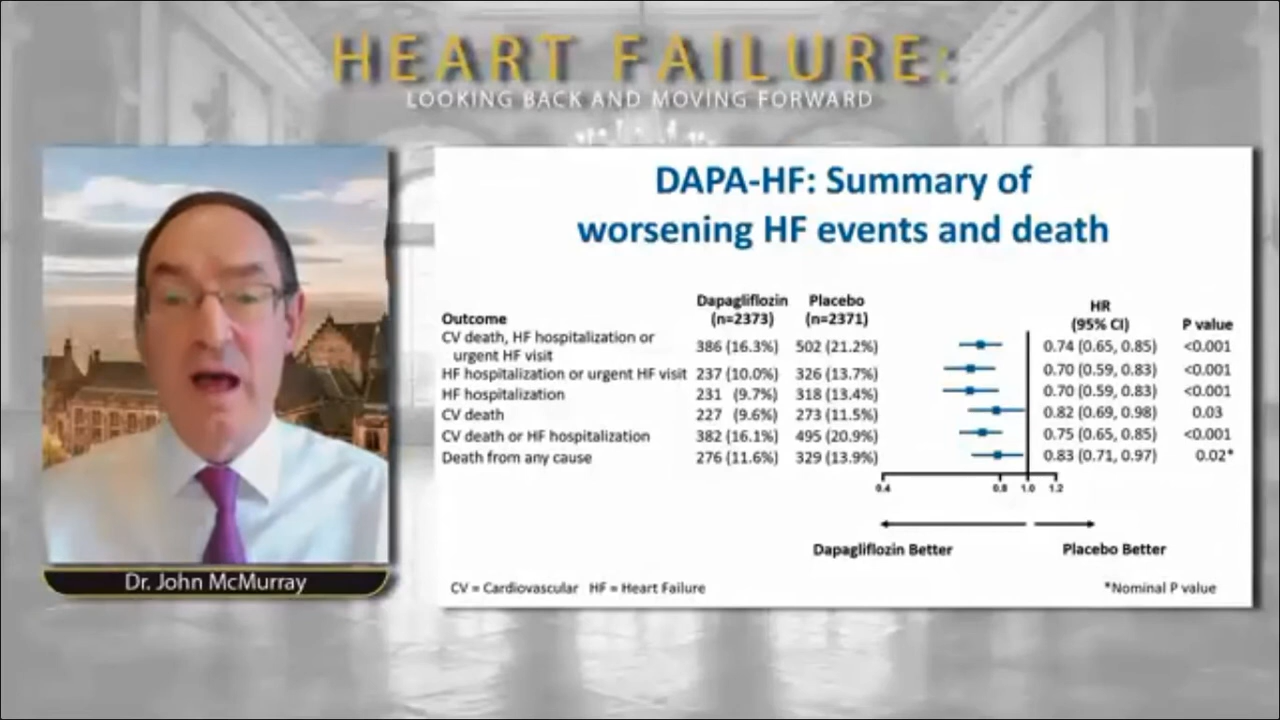 HEART FAILURE:
LOOKING BACK AND MOVING FORWARD
Dr. John McMurray
DAPA-HF: Summary of
worsening HF events and death
Outcome Dapagliflozin (n=2373) Placebo (n=2371) HR (95% CI) P value
CV death, HF hospitalization or
urgent HF visit 386 (16.3%) 502 (21.2%) 0.74 (0.65, 0.85) <0.001
HF hospitalization or urgent HF visit 237 (10.0%) 326 (13.7%) 0.70 (0.59, 0.83) <0.001
HF hospitalization 231 (9.7%) 318 (13.4%) 0.70 (0.59, 0.83) <0.001
CV death 227 (9.6%) 273 (11.5%) 0.82 (0.69, 0.98) 0.03
CV death or HF hospitalization 382 (16.1%) 495 (20.9%) 0.75 (0.65, 0.85) <0.001
Death from any cause 276 (11.6%) 329 (13.9%) 0.83 (0.71, 0.97) 0.02*
0.4 0.8 1.0 1.2
Dapagliflozin Better Placebo Better
CV = Cardiovascular HF = Heart Failure *Nominal P value